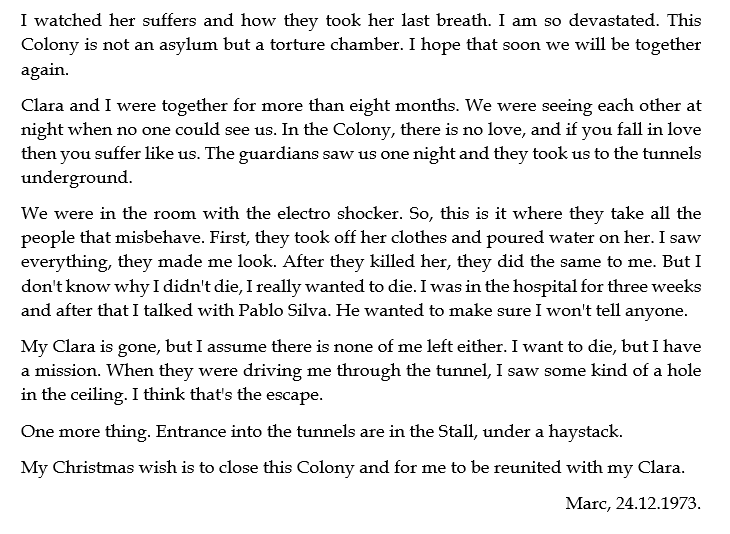 I watched her suffers and how they took her last breath. I am so devastated. This
Colony is not an asylum but a torture chamber. I hope that soon we will be together
again.
Clara and I were together for more than eight months. We were seeing each other at
night when no one could see us. In the Colony, there is no love, and if you fall in love
then you suffer like us. The guardians saw us one night and they took us to the tunnels
underground.
We were in the room with the electro shocker. So, this is it where they take all the
people that misbehave. First, they took off her clothes and poured water on her. I saw
everything, they made me look. After they killed her, they did the same to me. But I
don't know why I didn't die, I really wanted to die. I was in the hospital for three weeks
and after that I talked with Pablo Silva. He wanted to make sure I won't tell anyone.
My Clara is gone, but I assume there is none of me left either. I want to die, but I have
a mission. When they were driving me through the tunnel, I saw some kind of a hole
in the ceiling. I think that's the escape.
One more thing. Entrance into the tunnels are in the Stall, under a haystack.
My Christmas wish is to close this Colony and for me to be reunited with my Clara.
Marc, 24.12.1973.